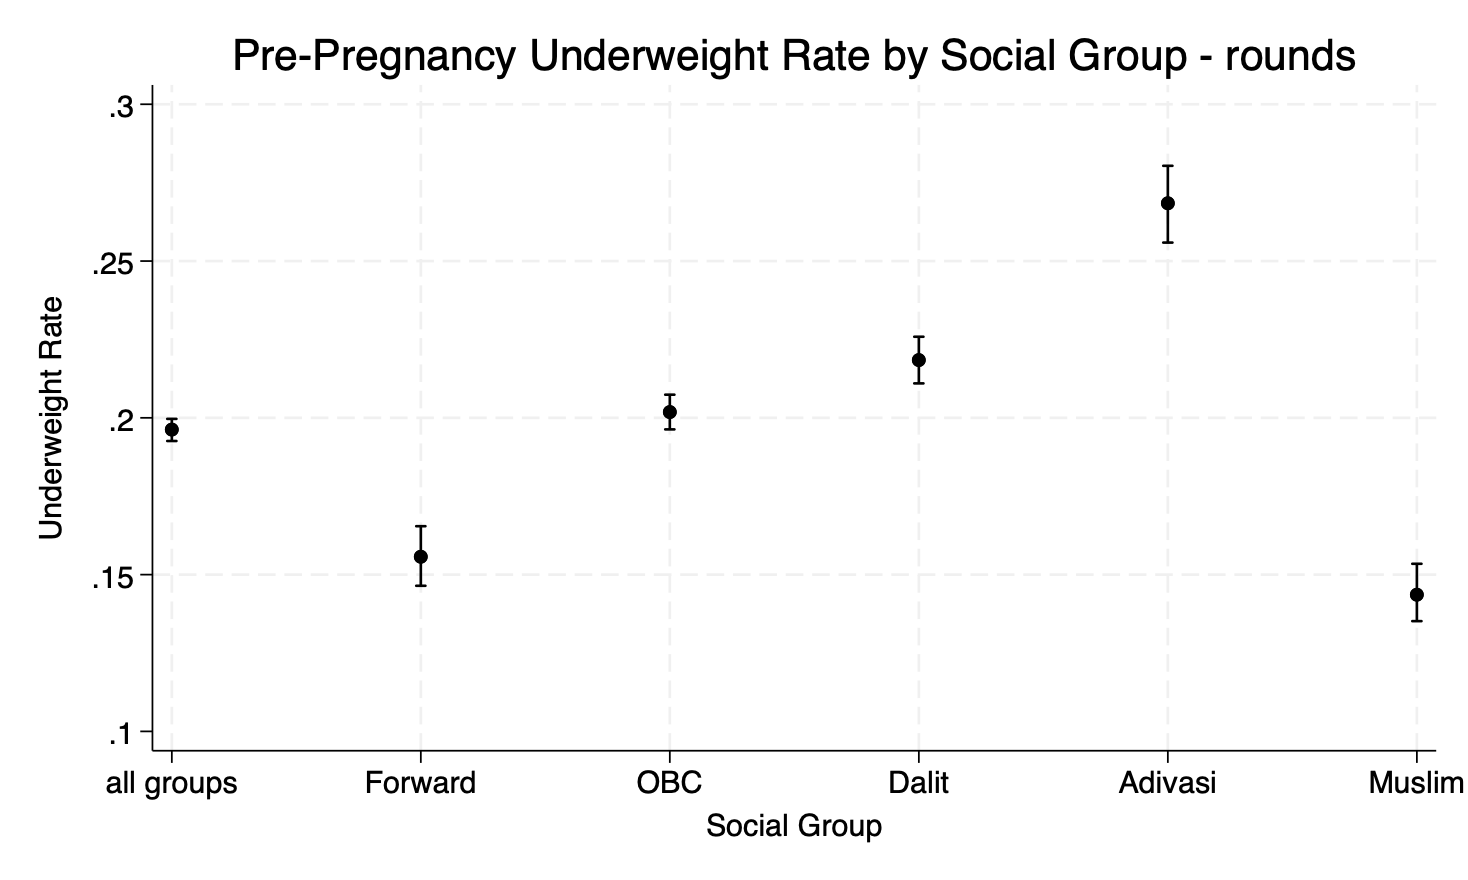 Pre-Pregnancy Underweight Rate by Social Group - rounds
.3
.25
.2
.15
.1
Underweight Rate
all groups Forward OBC Dalit Adivasi Muslim
Social Group